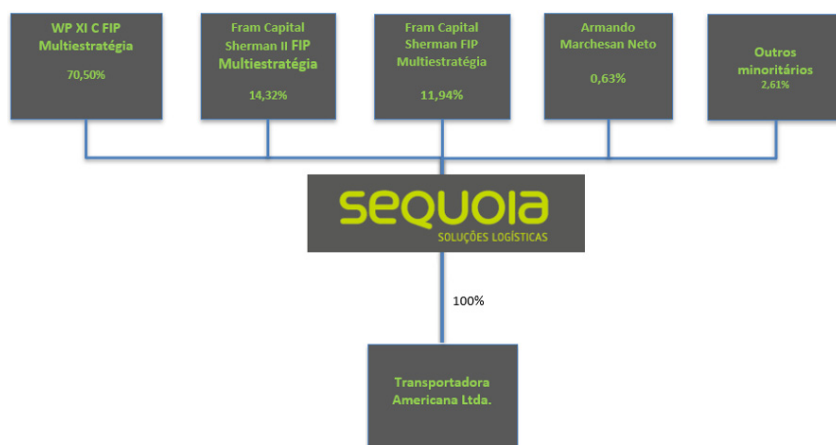 WP XI C FIP
Multiestratégia
70,50%
Fram Capital
Sherman II FIP
Multiestratégia
14,32%
Fram Capital
Sherman FIP
Multiestratégia
11,94%
Armando
Marchesan Neto
0,63%
Outros
minoritários
2,61%
sequoia
SOLUÇÕES LOGÍSTICAS
100%
Transportadora
Americana Ltda.